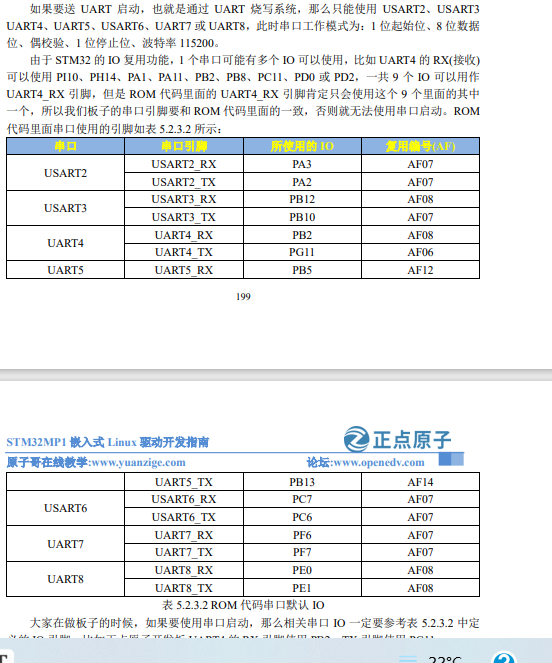 如果要送 UART 启动，也就是通过 UART 烧写系统，那么只能使用 USART2、USART3
UART4、UART5、USART6、UART7 或 UART8，此时串口工作模式为：1 位起始位、8 位数据
位、偶校验、1 位停止位、波特率 115200。
由于 STM32 的 IO 复用功能，1 个串口可能有多个 IO 可以使用，比如 UART4 的 RX(接收)
可以使用 PI10、PH14、PA1、PA11、PB2、PB8、PC11、PD0 或 PD2，一共 9 个 IO 可以用作
UART4_RX 引脚，但是 ROM 代码里面的 UART4_RX 引脚肯定只会使用这个 9 个里面的其中
一个，所以我们板子的串口引脚要和 ROM 代码里面的一致，否则就无法使用串口启动。ROM
代码里面串口使用的引脚如表 5.2.3.2 所示：
串口 串口引脚 所使用的 IO 复用编号(AF)
USART2 USART2_RX PA3 AF07
USART2_TX PA2 AF07
USART3 USART3_RX PB12 AF08
USART3_TX PB10 AF07
UART4 UART4_RX PB2 AF08
UART4_TX PG11 AF06
UART5 UART5_RX PB5 AF12
199
正点原子
STM32MP1 嵌入式 Linux 驱动开发指南
原子哥在线教学:www.yuanzige.com 论坛:www.openedv.com
UART5_TX PB13 AF14
USART6 USART6_RX PC7 AF07
USART6_TX PC6 AF07
UART7 UART7_RX PF6 AF07
UART7_TX PF7 AF07
UART8 UART8_RX PE0 AF08
UART8_TX PE1 AF08
表 5.2.3.2 ROM 代码串口默认 IO
大家在做板子的时候，如果要使用串口启动，那么相关串口 IO 一定要参考表 5.2.3.2 中定
22°C